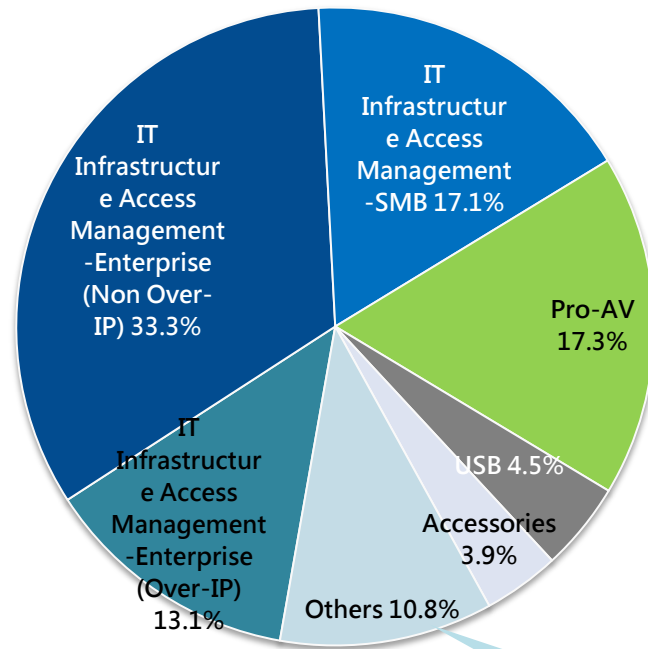 IT
Infrastructur
e Access
Management
-SMB 17.1%
IT
Infrastructur
e Access
Management
-Enterprise
(Non Over-
IP) 33.3%
Pro-AV
17.3%
USB 4.5%
Accessories
3.9%
IT
Infrastructur
e Access
Management
-Enterprise
(Over-IP)
13.1%
Others 10.8%